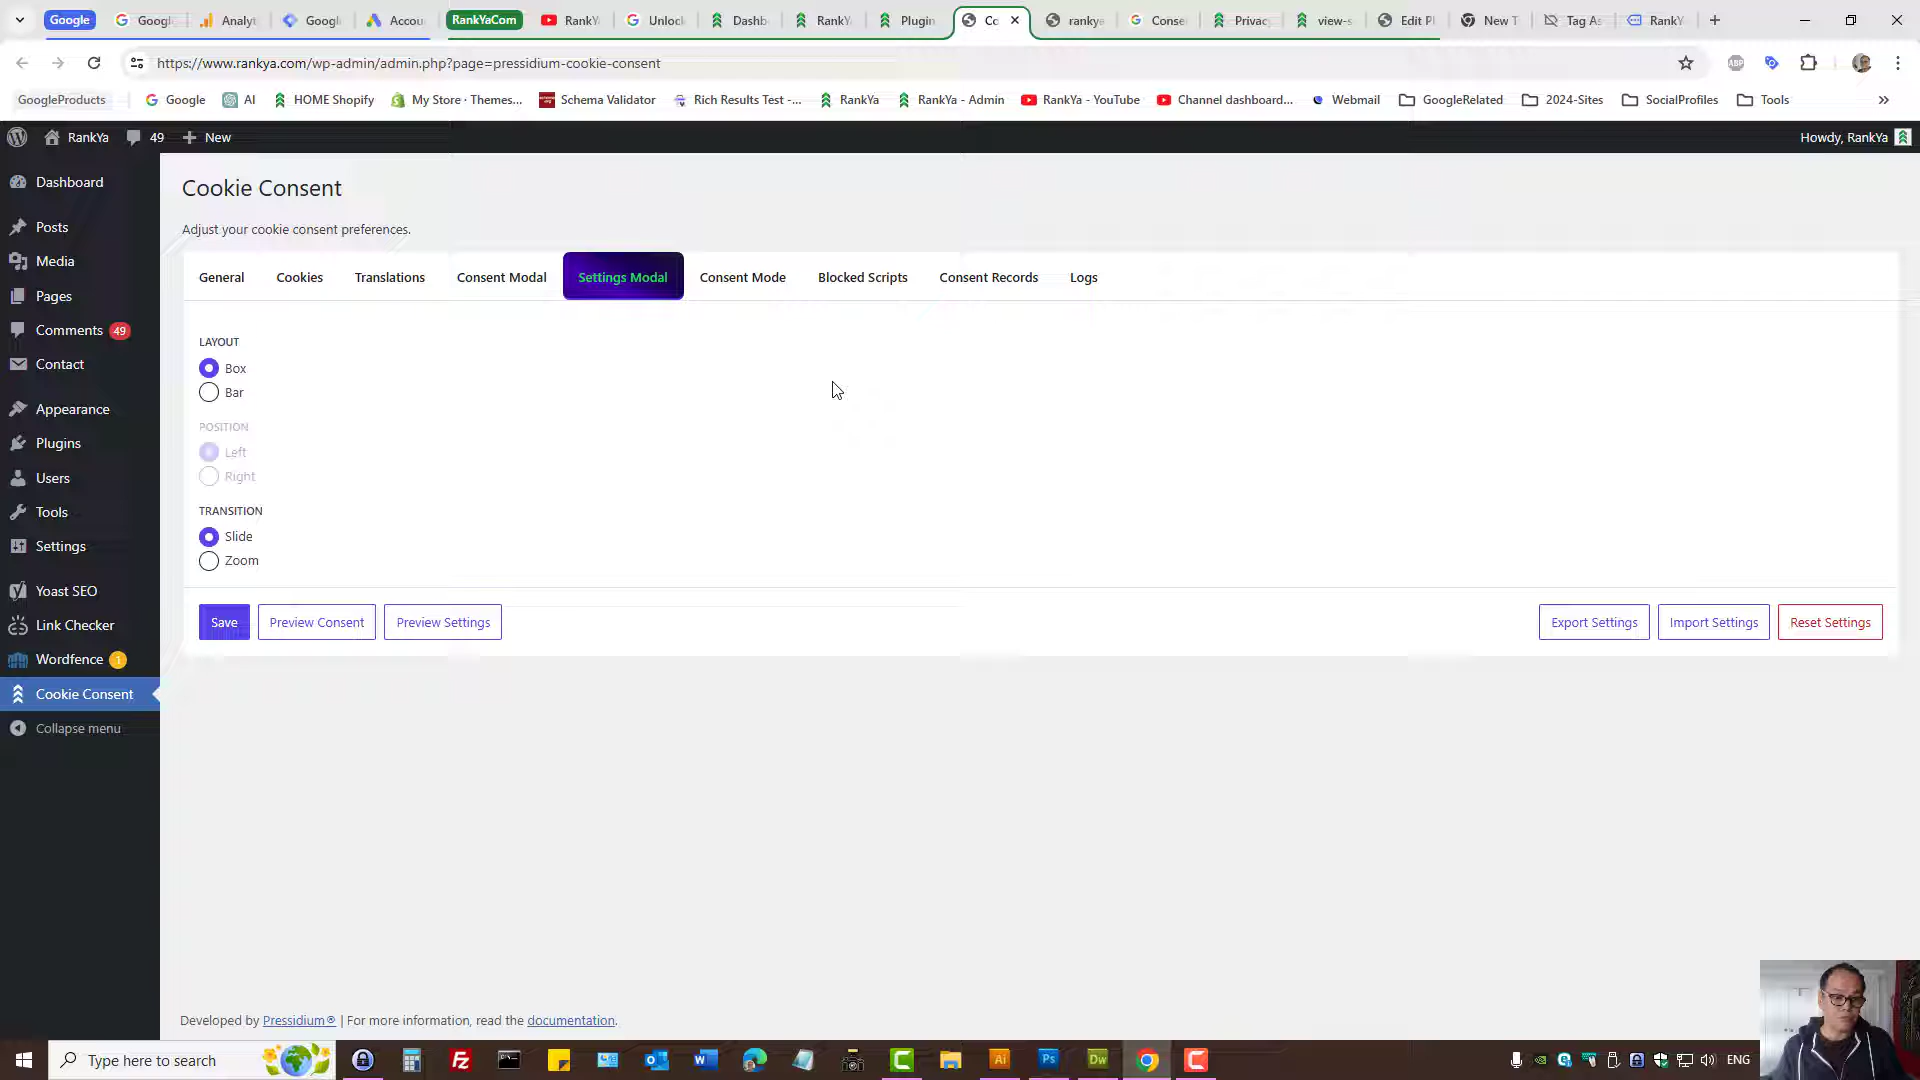 Google
Googl
Analyt
Googl
Accou
RankYaCom
RankY
Unlock
Dashb
RankY
Plugin
Co
rankya
Conse
Privac
view-s
Edit Pl
New T
Tag As
RankY
https://www.rankya.com/wp-admin/admin.php?page=pressidium-cookie-consent
GoogleProducts
Google
AI
HOME Shopify
My Store · Themes...
Schema Validator
Rich Results Test -...
RankYa
RankYa - Admin
RankYa - YouTube
Channel dashboard...
Webmail
GoogleRelated
2024-Sites
SocialProfiles
Tools
RankYa
49
New
Howdy, RankYa
Dashboard
Posts
Media
Pages
Comments 49
Contact
Appearance
Plugins
Users
Tools
Settings
Yoast SEO
Link Checker
Wordfence 1
Cookie Consent
Collapse menu
Cookie Consent
Adjust your cookie consent preferences.
General
Cookies
Translations
Consent Modal
Settings Modal
Consent Mode
Blocked Scripts
Consent Records
Logs
LAYOUT
Box
Bar
POSITION
Left
Right
TRANSITION
Slide
Zoom
Save
Preview Consent
Preview Settings
Export Settings
Import Settings
Reset Settings
Developed by Pressidium® | For more information, read the documentation.
Type here to search
ENG